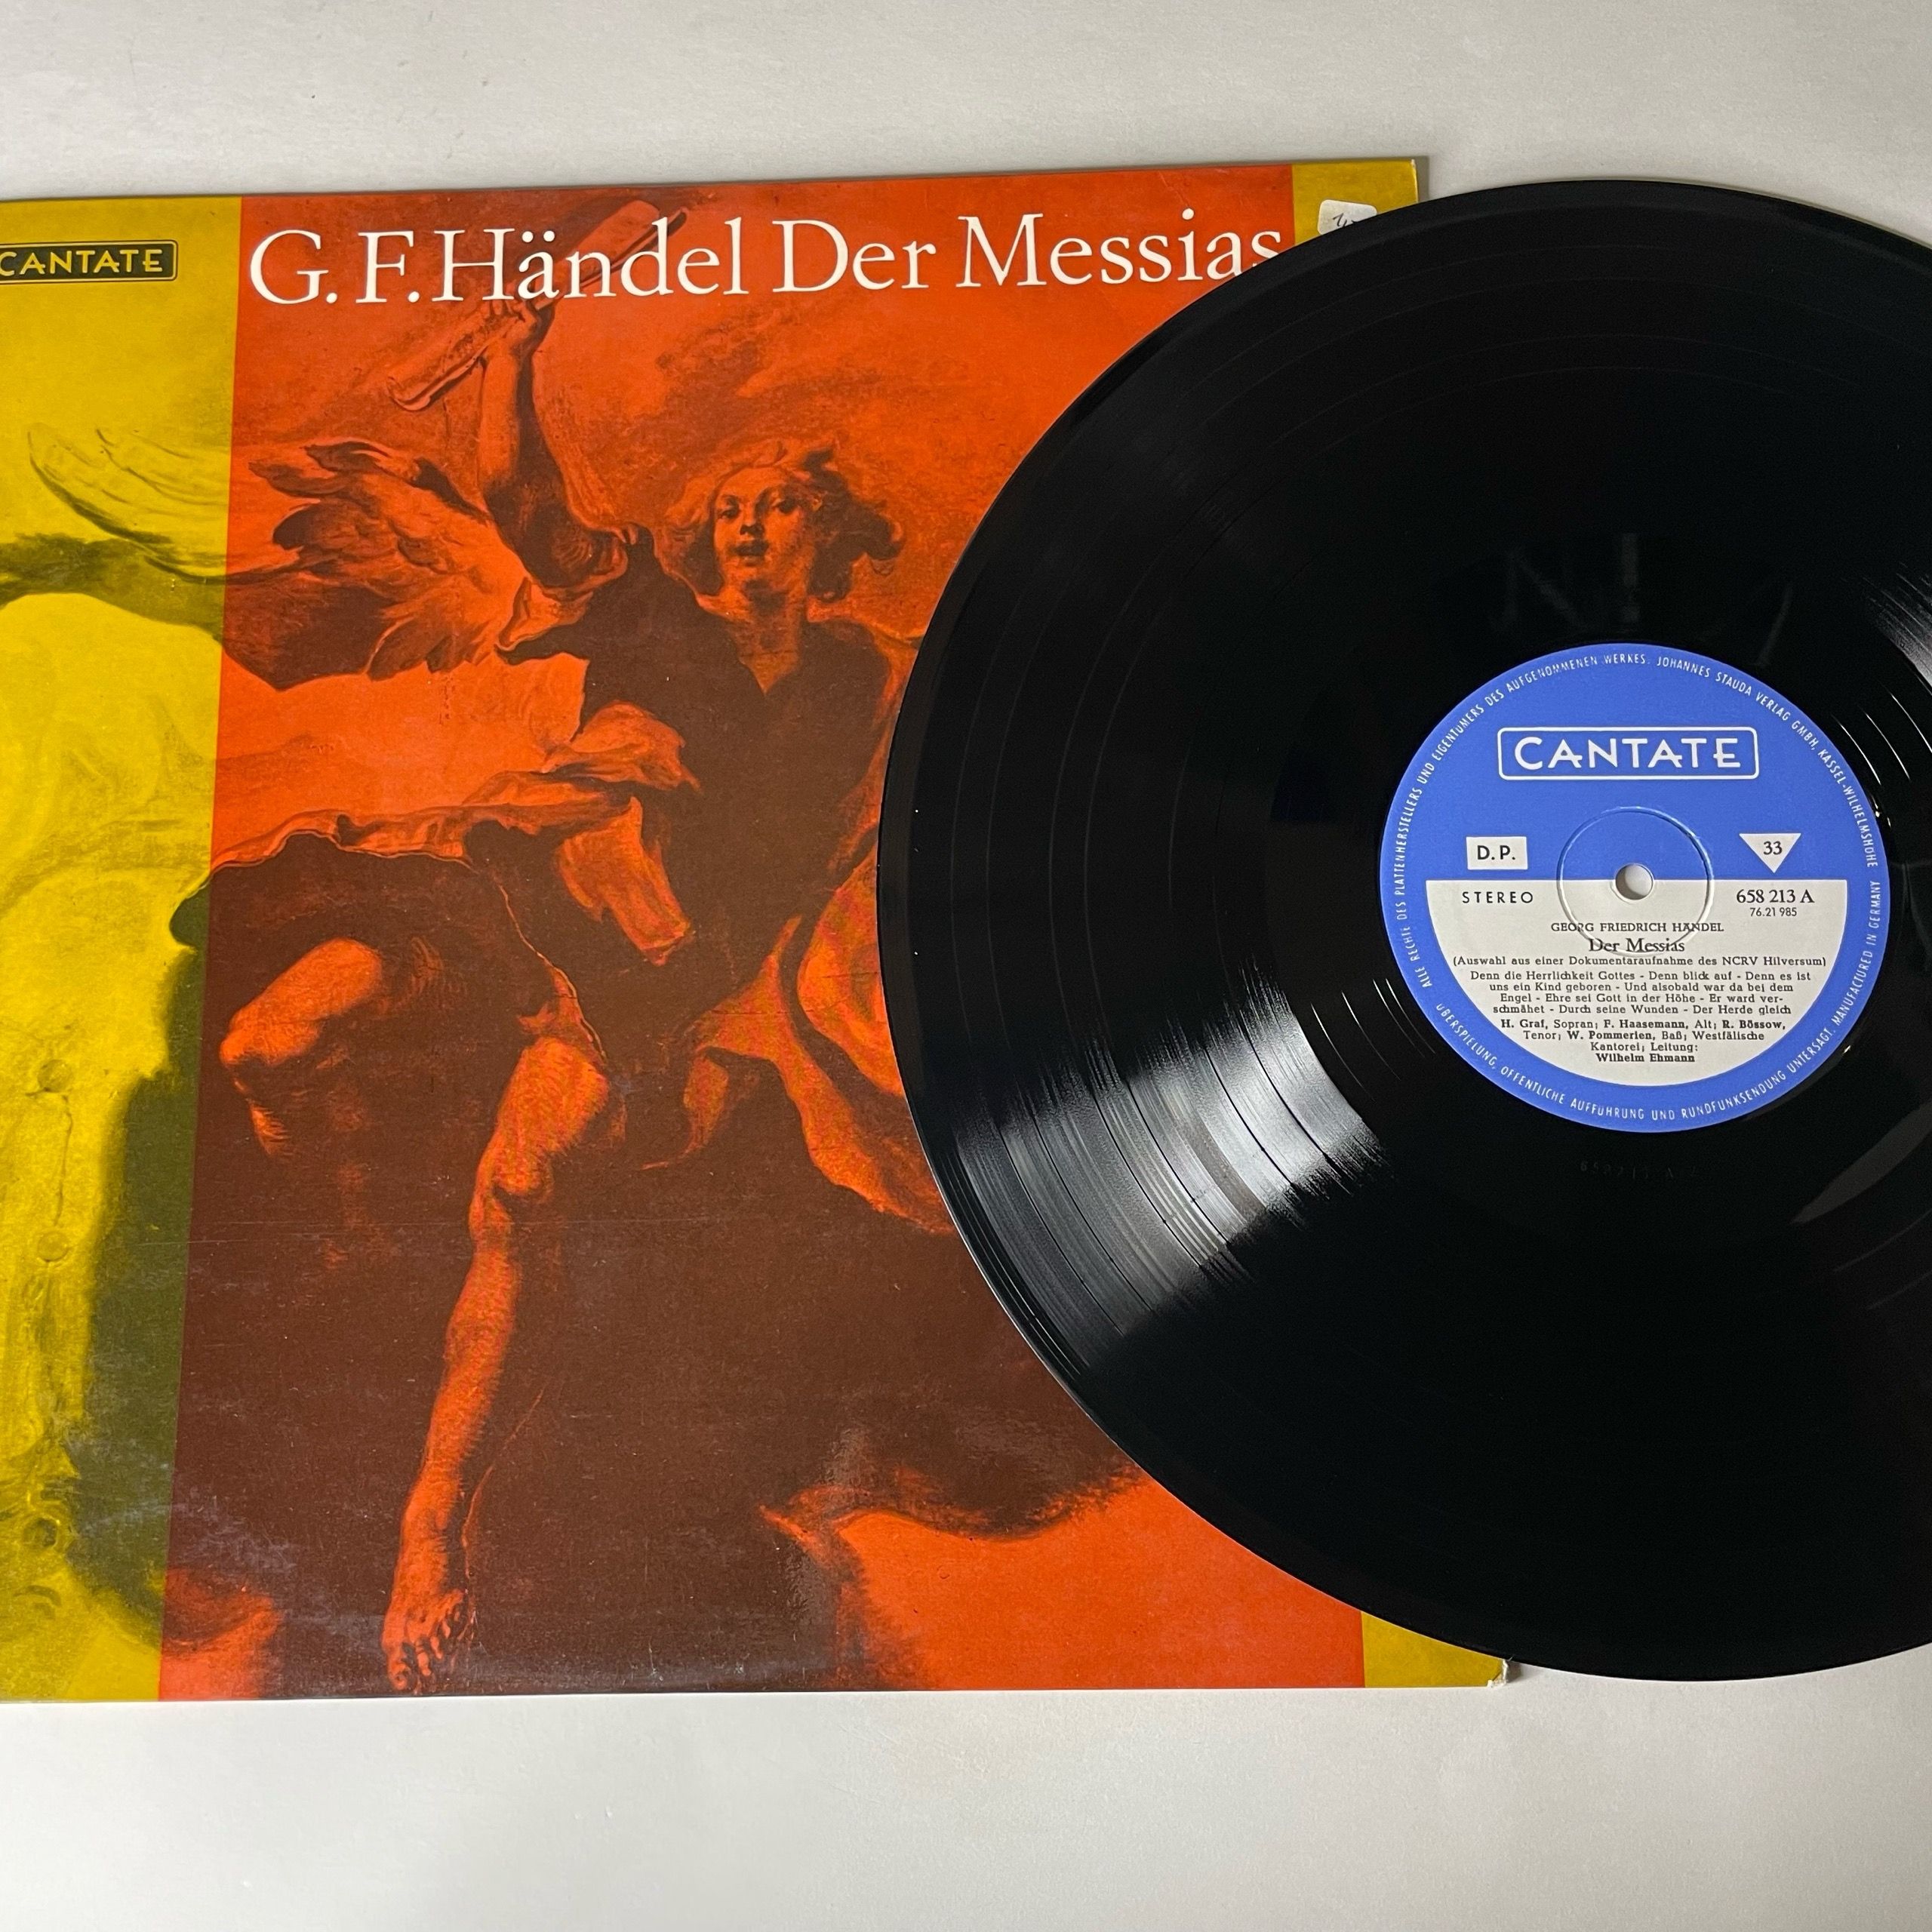 CANTATE
G. F. Händel Der Messias
ALLE RECHTE DES PLATTENHERSTELLERS UND EIGENTÜMERS DES AUFGENOMMENEN WERKES. JOHANNES STAUDA VERLAG GMBH, KASSEL-WILHELMSHÖHE
CANTATE
D.P.
33
STEREO
658 213 A
76.21 985
GEORG FRIEDRICH HÄNDEL
Der Messias
(Auswahl aus einer Dokumentaraufnahme des NCRV Hilversum)
Denn die Herrlichkeit Gottes - Denn blick auf - Denn es ist
uns ein Kind geboren - Und alsobald war da bei dem
Engel - Ehre sei Gott in der Höhe - Er ward ver-
schmähet - Durch seine Wunden - Der Herde gleich
H. Graf, Sopran; F. Haasemann, Alt; R. Bössow,
Tenor; W. Pommerien, Baß; Westfälische
Kantorei; Leitung:
Wilhelm Ehmann
ÜBERSPIELUNG, ÖFFENTLICHE AUFFÜHRUNG UND RUNDFUNKSENDUNG UNTERSAGT. MANUFACTURED IN GERMANY